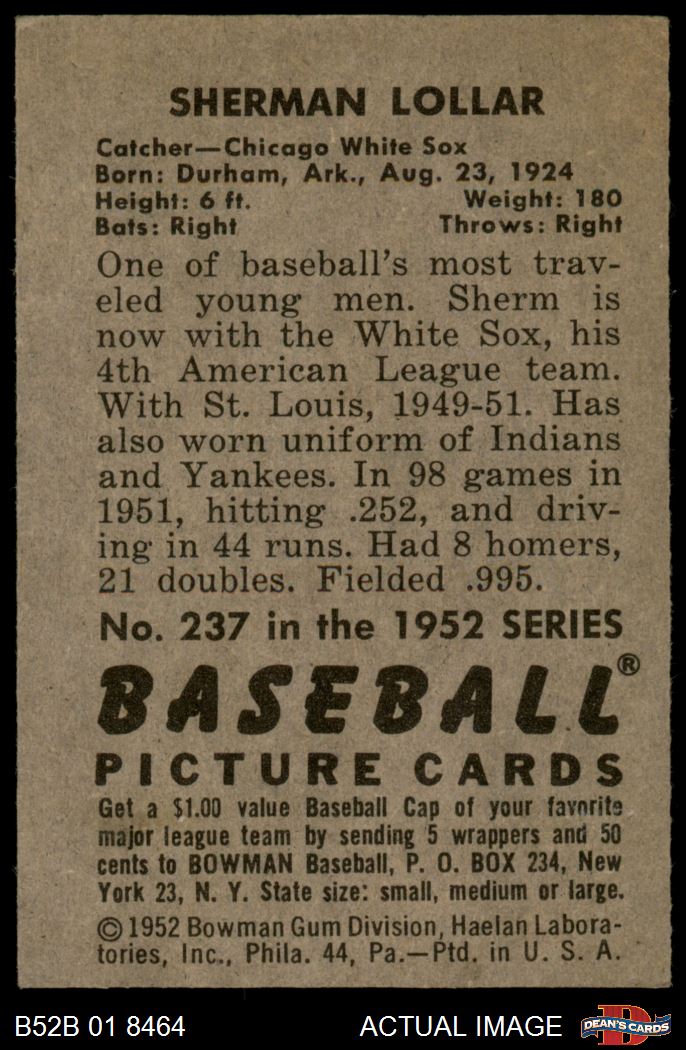 SHERMAN LOLLAR
Catcher—Chicago White Sox
Born: Durham, Ark., Aug. 23, 1924
Height: 6 ft. Weight: 180
Bats: Right Throws: Right
One of baseball's most trav-
eled young men. Sherm is
now with the White Sox, his
4th American League team.
With St. Louis, 1949-51. Has
also worn uniform of Indians
and Yankees. In 98 games in
1951, hitting .252, and driv-
ing in 44 runs. Had 8 homers,
21 doubles. Fielded .995.
No. 237 in the 1952 SERIES
BASEBALL®
PICTURE CARDS
Get a $1.00 value Baseball Cap of your favorite
major league team by sending 5 wrappers and 50
cents to BOWMAN Baseball, P. O. BOX 234, New
York 23, N. Y. State size: small, medium or large.
© 1952 Bowman Gum Division, Haelan Labora-
tories, Inc., Phila. 44, Pa.—Ptd. in U. S. A.
B52B 01 8464 ACTUAL IMAGE D DEAN'S CARDS